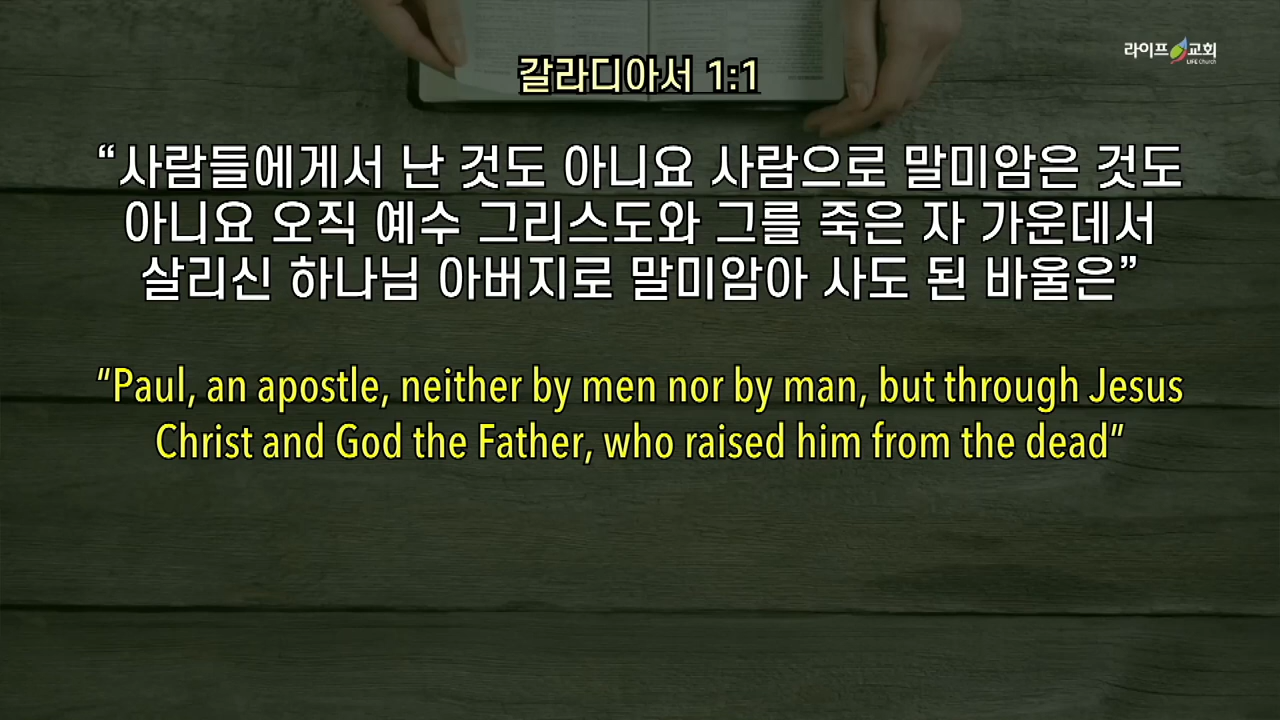 라이프 교회
LIFE Church
갈라디아서 1:1
“사람들에게서 난 것도 아니요 사람으로 말미암은 것도
아니요 오직 예수 그리스도와 그를 죽은 자 가운데서
살리신 하나님 아버지로 말미암아 사도 된 바울은”
“Paul, an apostle, neither by men nor by man, but through Jesus
Christ and God the Father, who raised him from the dead”